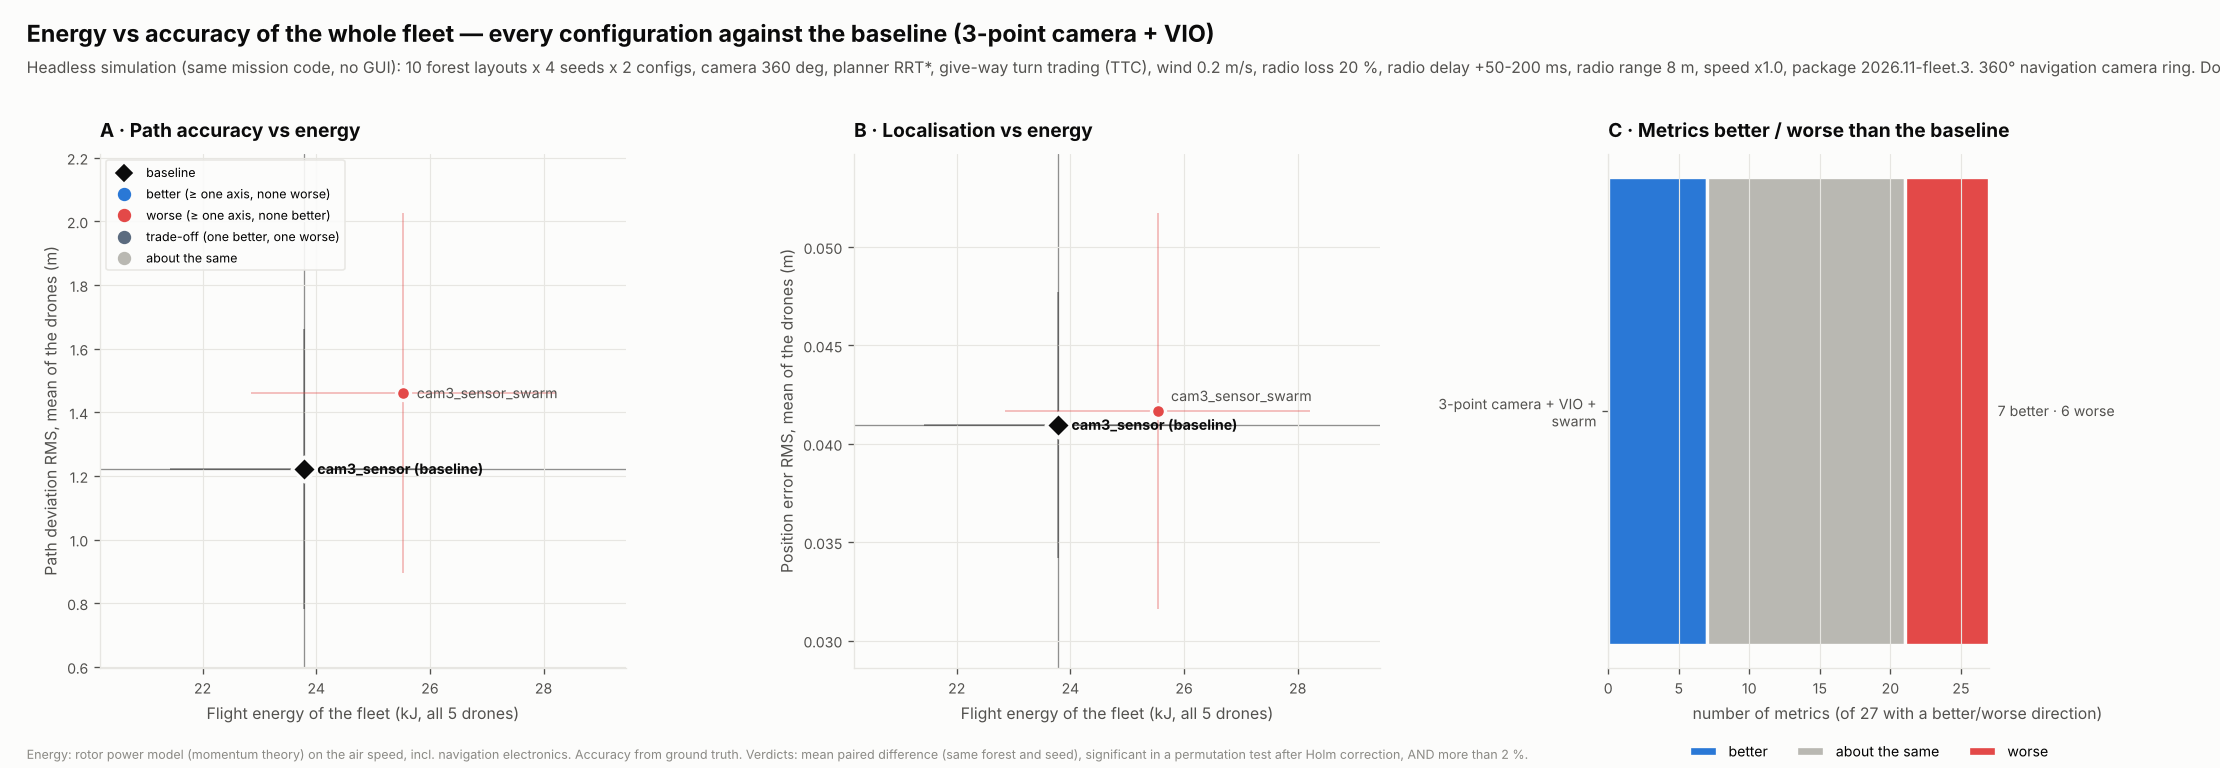 Energy vs accuracy of the whole fleet — every configuration against the baseline (3-point camera + VIO)
Headless simulation (same mission code, no GUI): 10 forest layouts x 4 seeds x 2 configs, camera 360 deg, planner RRT*, give-way turn trading (TTC), wind 0.2 m/s, radio loss 20 %, radio delay +50-200 ms, radio range 8 m, speed x1.0, package 2026.11-fleet.3. 360° navigation camera ring. Do
A · Path accuracy vs energy
2.2
2.0
1.8
1.6
1.4
1.2
1.0
0.8
0.6
Path deviation RMS, mean of the drones (m)
baseline
better (≥ one axis, none worse)
worse (≥ one axis, none better)
trade-off (one better, one worse)
about the same
cam3_sensor_swarm
cam3_sensor (baseline)
22
24
26
28
Flight energy of the fleet (kJ, all 5 drones)
B · Localisation vs energy
0.050
0.045
0.040
0.035
0.030
Position error RMS, mean of the drones (m)
cam3_sensor_swarm
cam3_sensor (baseline)
22
24
26
28
Flight energy of the fleet (kJ, all 5 drones)
C · Metrics better / worse than the baseline
3-point camera + VIO +
swarm
7 better · 6 worse
0
5
10
15
20
25
number of metrics (of 27 with a better/worse direction)
better
about the same
worse
Energy: rotor power model (momentum theory) on the air speed, incl. navigation electronics. Accuracy from ground truth. Verdicts: mean paired difference (same forest and seed), significant in a permutation test after Holm correction, AND more than 2 %.